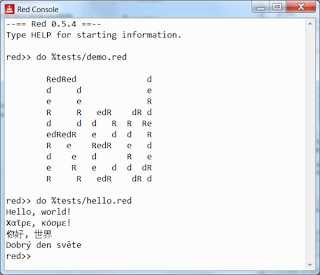 Red Console
--== Red 0.5.4 ==--
Type HELP for starting information.
red>> do %tests/demo.red
RedRed              d
d     d             e
e     e             R
R     R   edR    dR d
d     d  d   R  R  Re
edRedR   e   d  d   R
R   e    RedR   e   d
d    e   d      R   e
e     R   e  d  d  dR
R      R   edR   dR d
red>> do %tests/hello.red
Hello, world!
Χαῖρε, κόσμε!
你好, 世界
Dobrý den světe
red>>